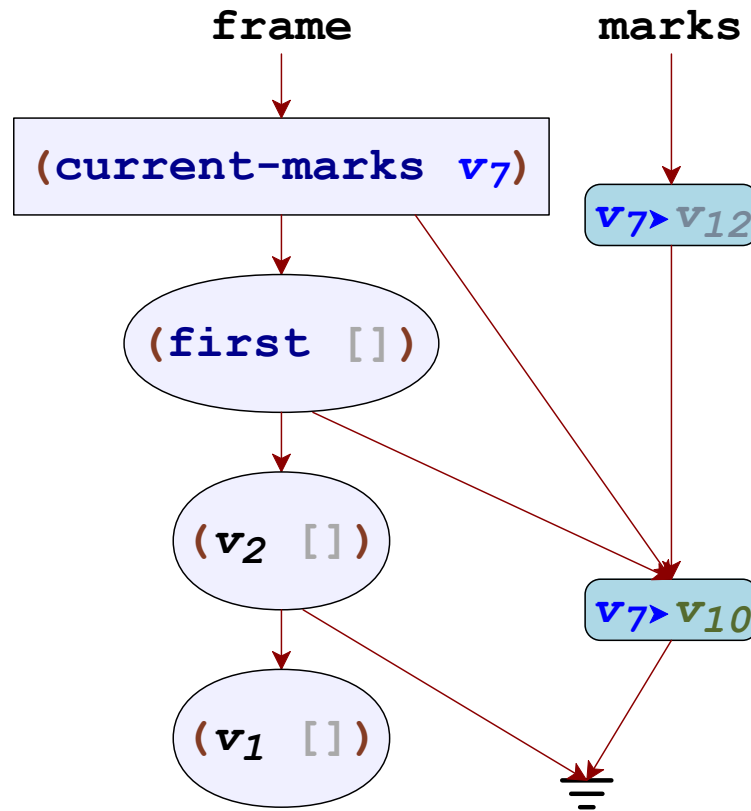 frame
marks
(current-marks v7)
v7➤v12
(first [])
(v2 [])
v7➤v10
(v1 [])